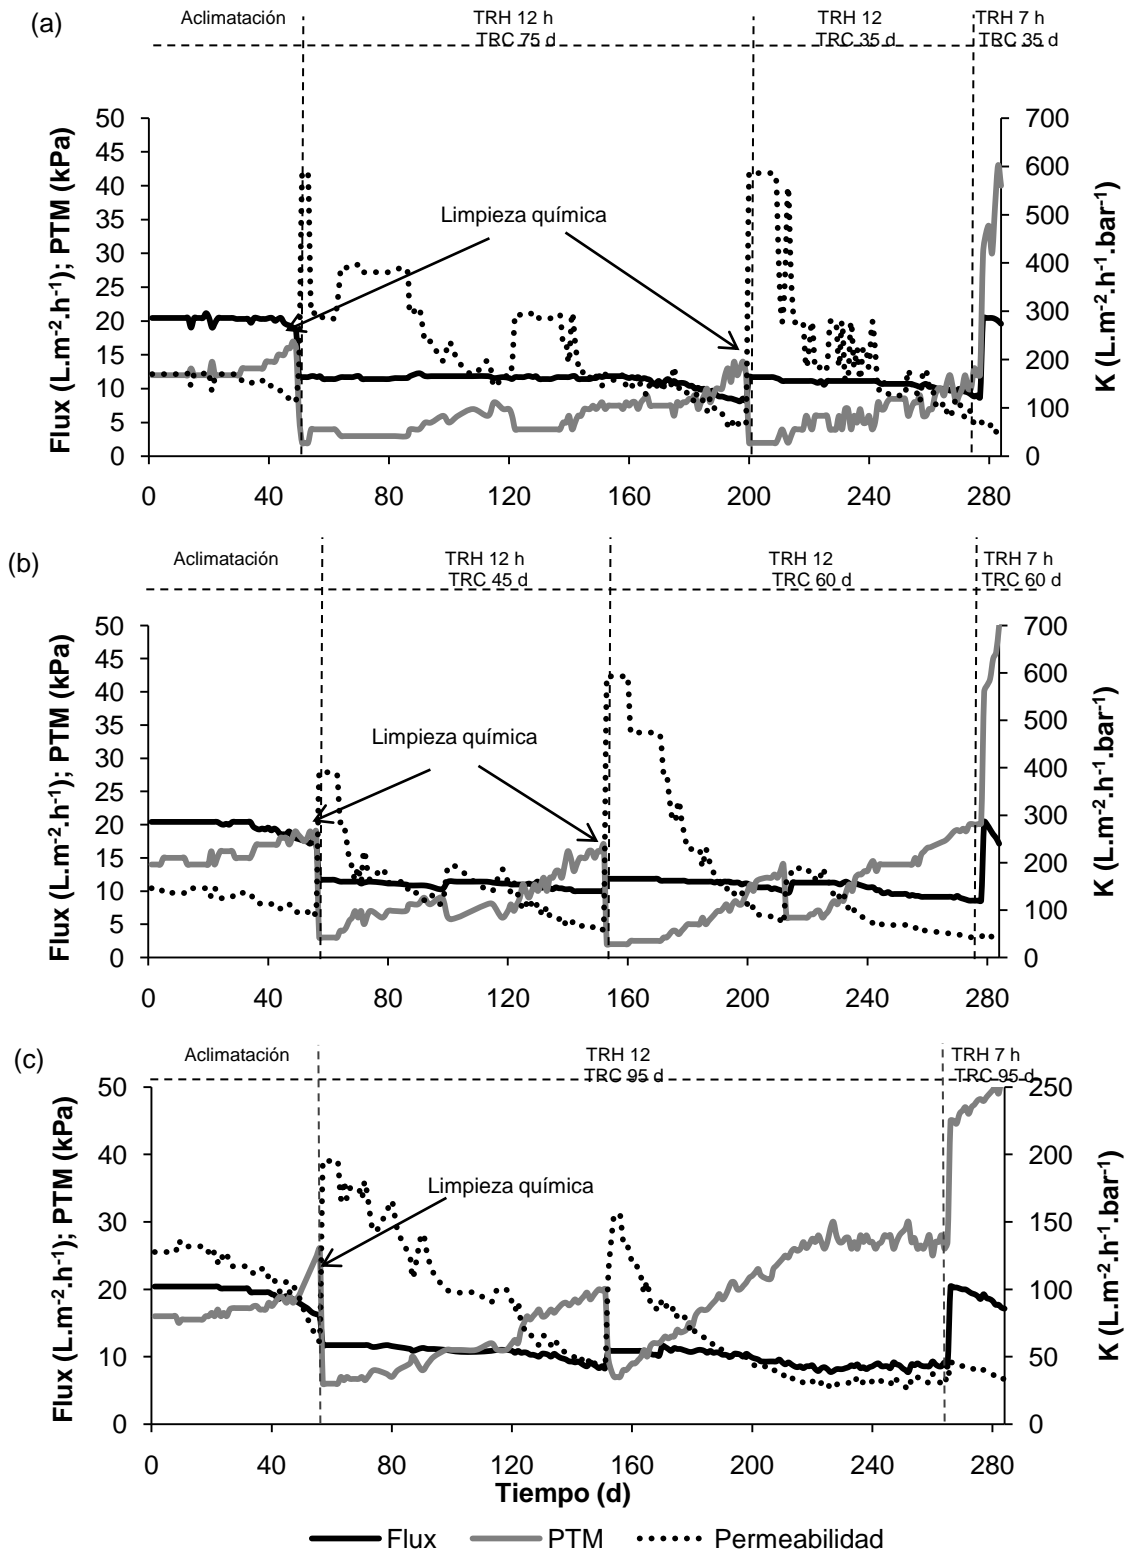 (a)
Aclimatación
TRH 12 h
TRC 75 d
TRH 12
TRC 35 d
TRH 7 h
TRC 35 d
Flux (L.m⁻².h⁻¹); PTM (kPa)
50
45
40
35
30
25
20
15
10
5
0
700
600
500
400
300
200
100
0
K (L.m⁻².h⁻¹.bar⁻¹)
Limpieza química
0 40 80 120 160 200 240 280
(b)
Aclimatación
TRH 12 h
TRC 45 d
TRH 12
TRC 60 d
TRH 7 h
TRC 60 d
Flux (L.m⁻².h⁻¹); PTM (kPa)
50
45
40
35
30
25
20
15
10
5
0
700
600
500
400
300
200
100
0
K (L.m⁻².h⁻¹.bar⁻¹)
Limpieza química
0 40 80 120 160 200 240 280
(c)
Aclimatación
TRH 12
TRC 95 d
TRH 7 h
TRC 95 d
Flux (L.m⁻².h⁻¹); PTM (kPa)
50
40
30
20
10
0
250
200
150
100
50
0
K (L.m⁻².h⁻¹.bar⁻¹)
Limpieza química
0 40 80 120 160 200 240 280
Tiempo (d)
Flux PTM Permeabilidad